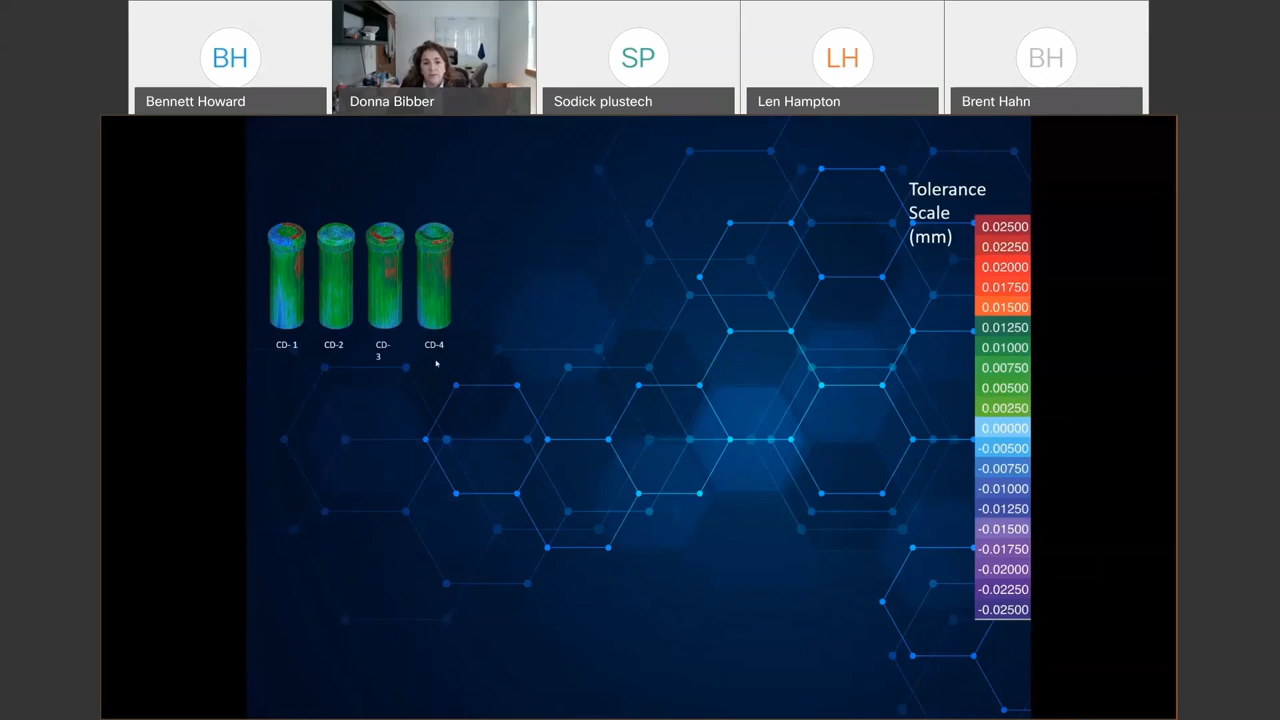 BH
SP
LH
BH
Bennett Howard
Donna Bibber
Sodick plustech
Len Hampton
Brent Hahn
Tolerance
Scale
(mm)
0.02500
0.02250
0.02000
0.01750
0.01500
0.01250
0.01000
0.00750
0.00500
0.00250
0.00000
-0.00500
-0.00750
-0.01000
-0.01250
-0.01500
-0.01750
-0.02000
-0.02250
-0.02500
CD- 1
CD-2
CD-
3
CD-4